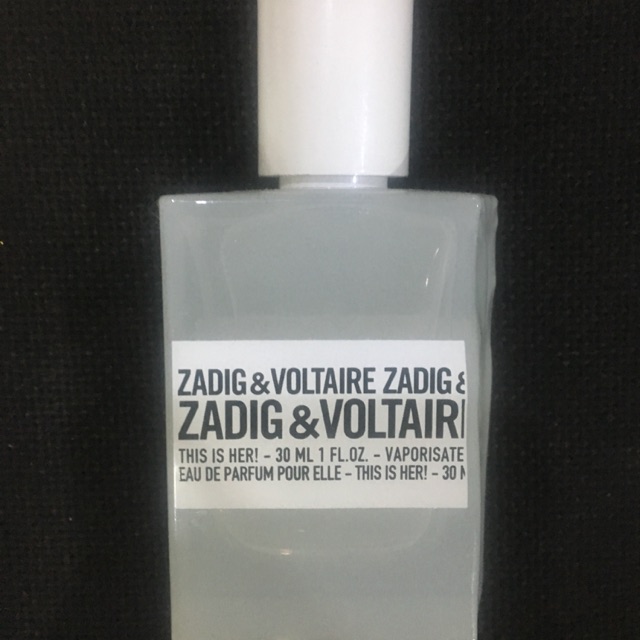 ZADIG&VOLTAIRE ZADIG &
ZADIG&VOLTAIRE
THIS IS HER! - 30 ML 1 FL.OZ. - VAPORISATE
EAU DE PARFUM POUR ELLE - THIS IS HER! - 30